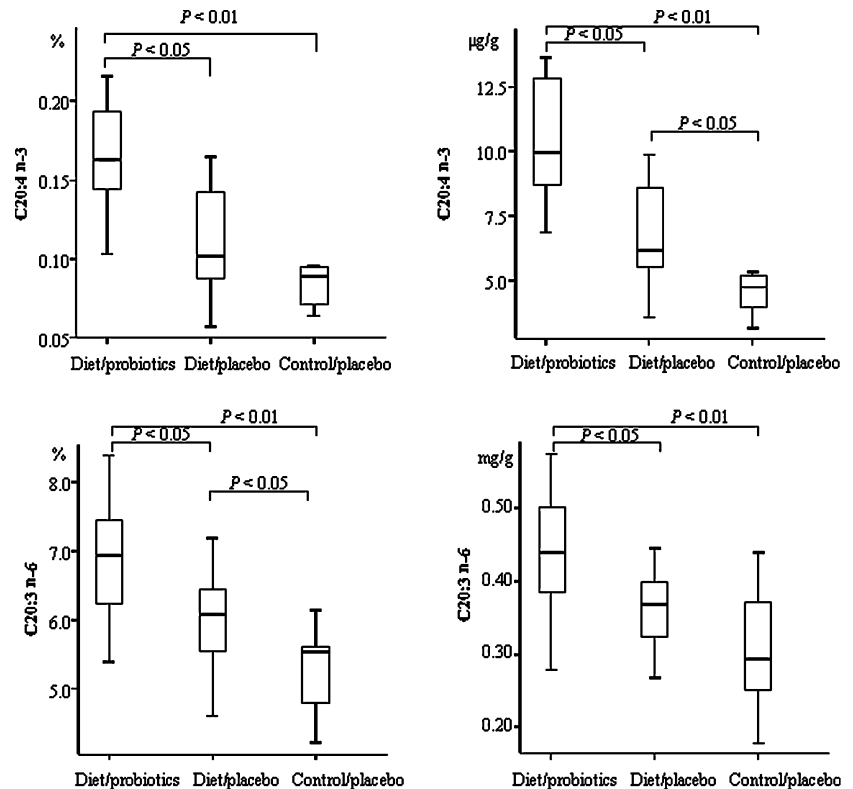 P < 0.01
%
P < 0.05
0.20
0.15
0.10
0.05
C20:4 n-3
Diet/probiotics Diet/placebo Control/placebo
P < 0.01
µg/g
P < 0.05
P < 0.05
12.5
10.0
7.5
5.0
C20:4 n-3
Diet/probiotics Diet/placebo Control/placebo
P < 0.01
P < 0.05
%
P < 0.05
8.0
7.0
6.0
5.0
C20:3 n-6
Diet/probiotics Diet/placebo Control/placebo
P < 0.01
P < 0.05
mg/g
0.50
0.40
0.30
0.20
C20:3 n-6
Diet/probiotics Diet/placebo Control/placebo